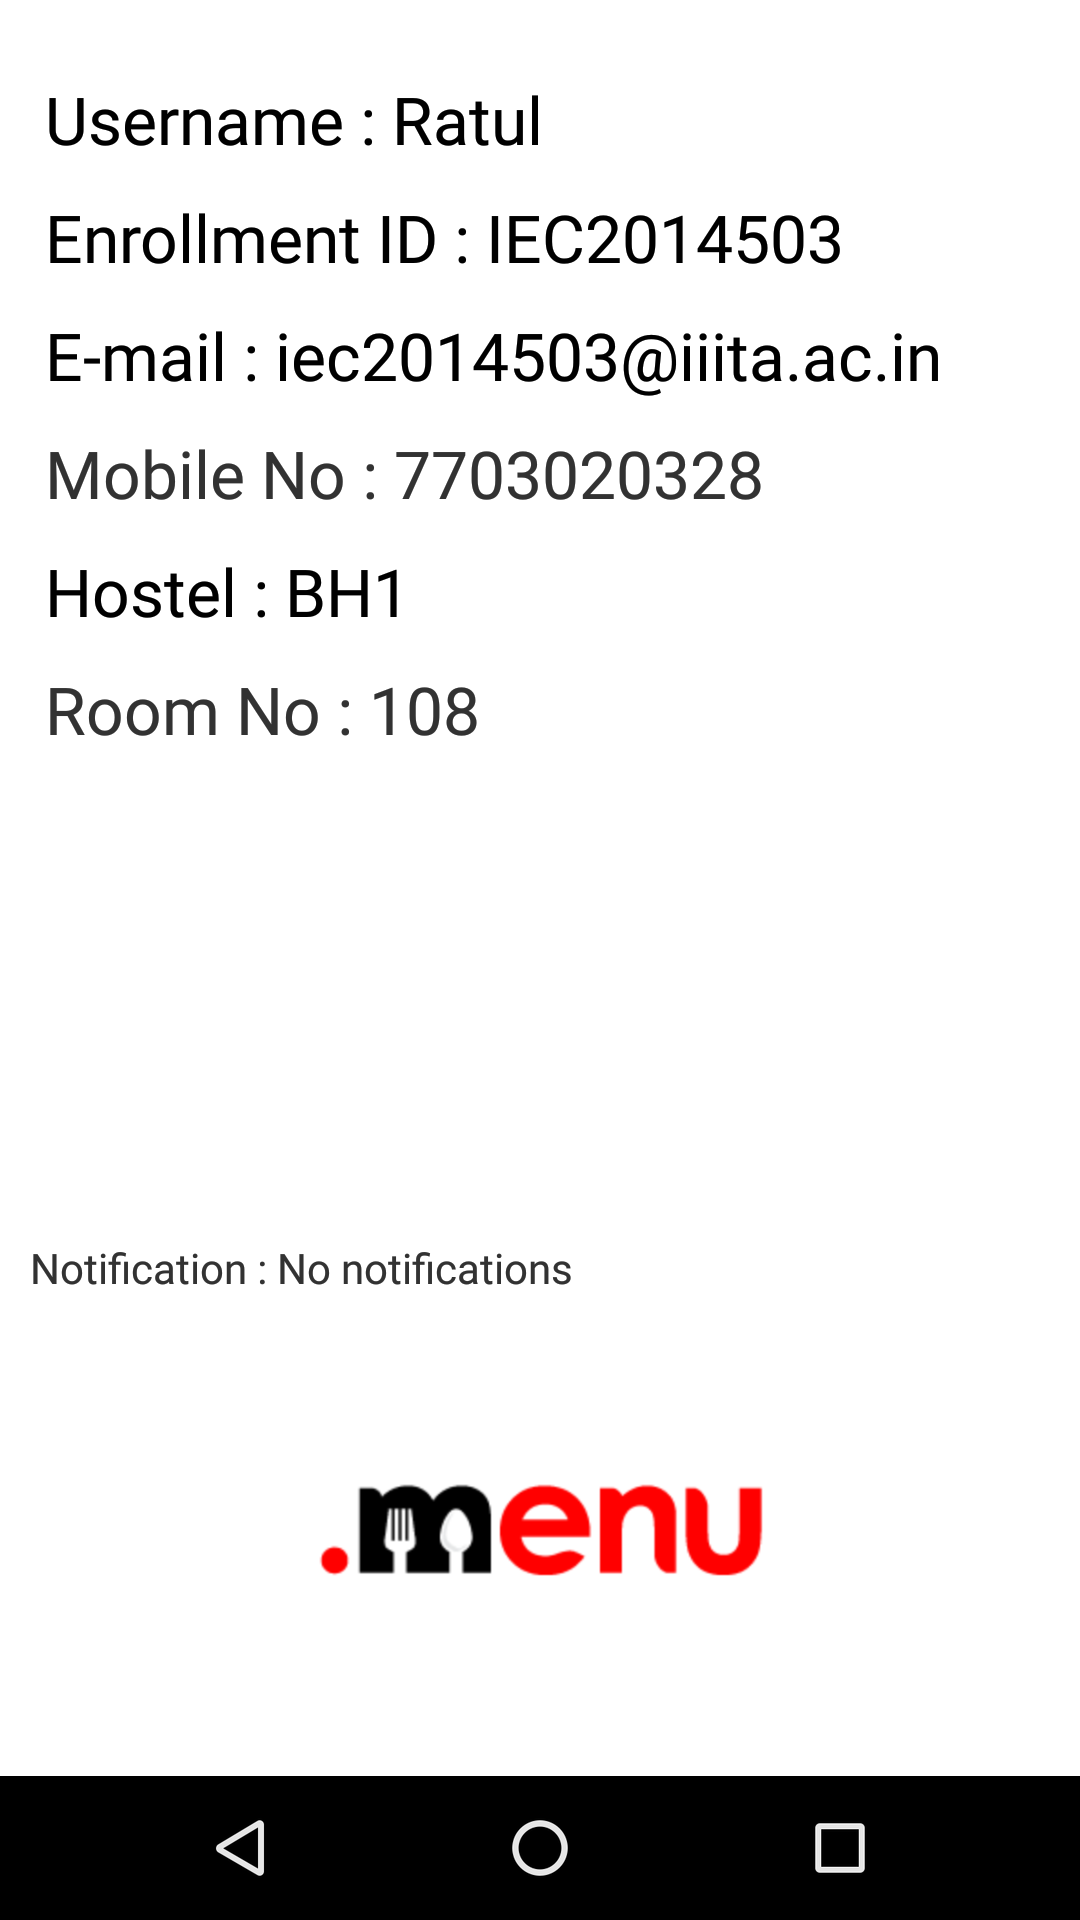 Username : Ratul
Enrollment ID : IEC2014503
E-mail : iec2014503@iiita.ac.in
Mobile No : 7703020328
Hostel : BH1
Room No : 108
Notification : No notifications
.menu